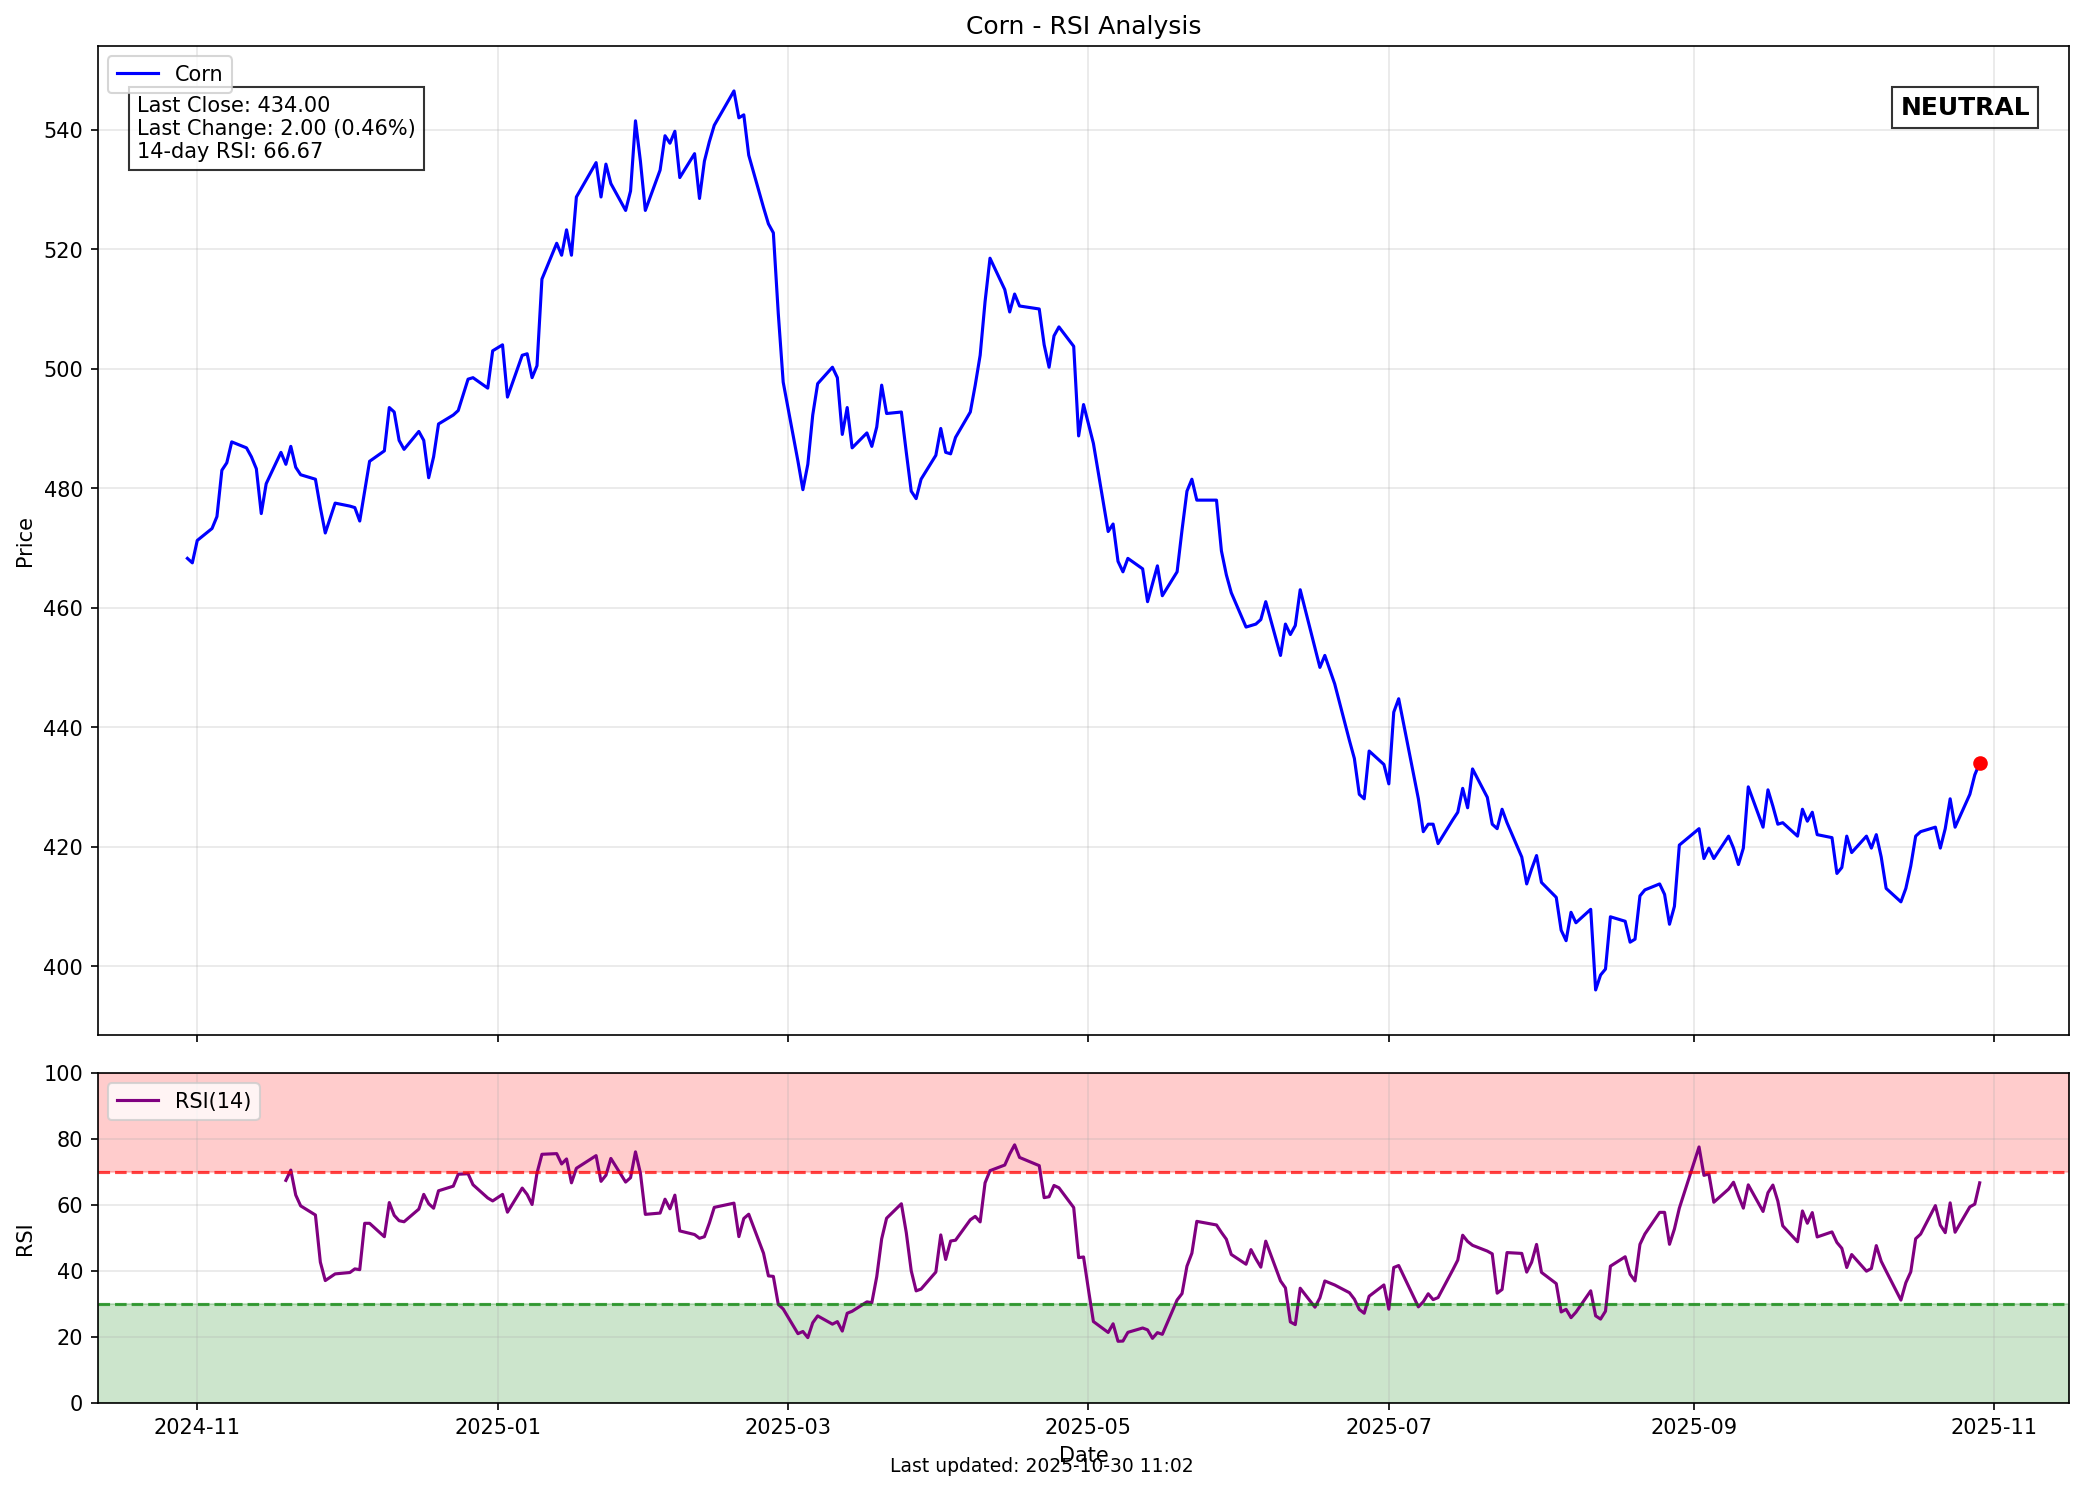 Corn - RSI Analysis
Corn
Last Close: 434.00
Last Change: 2.00 (0.46%)
14-day RSI: 66.67
NEUTRAL
Price
540
520
500
480
460
440
420
400
RSI(14)
RSI
100
80
60
40
20
0
2024-11
2025-01
2025-03
2025-05
2025-07
2025-09
2025-11
Date
Last updated: 2025-10-30 11:02